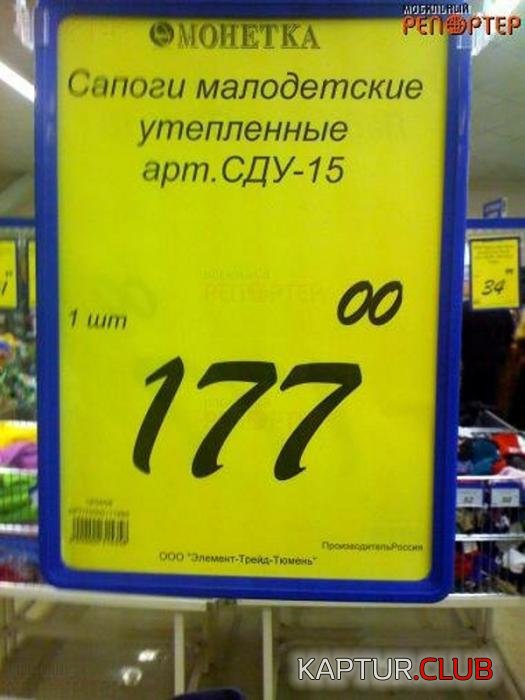 МОБИЛЬНЫЙ
РЕПОРТЕР
МОНЕТКА
Сапоги малодетские
утепленные
арт.СДУ-15
34
1 шт
00
177
ПроизводительРоссия
ООО "Элемент-Трейд-Тюмень"
KAPTUR.CLUB